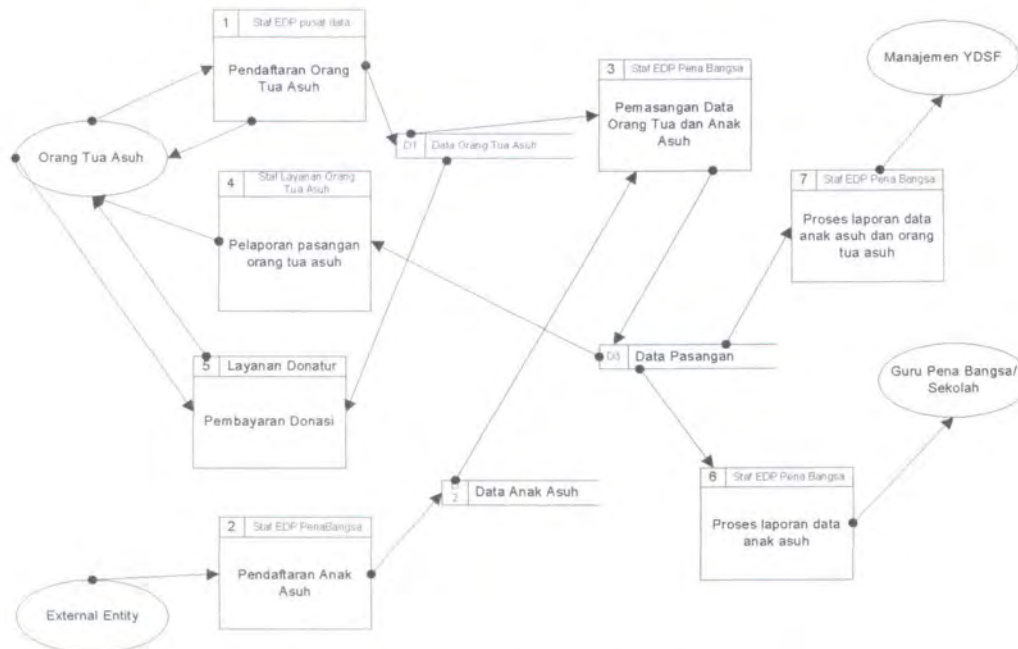 1 Staf EDP pusat data
Pendaftaran Orang
Tua Asuh
Orang Tua Asuh
D1 Data Orang Tua Asuh
3 Staf EDP Pena Bangsa
Pemasangan Data
Orang Tua dan Anak
Asuh
Manajemen YDSF
4 Staf Layanan Orang
Tua Asuh
Pelaporan pasangan
orang tua asuh
7 Staf EDP Pena Bangsa
Proses laporan data
anak asuh dan orang
tua asuh
5 Layanan Donatur
Pembayaran Donasi
D3 Data Pasangan
Guru Pena Bangsa/
Sekolah
D
2 Data Anak Asuh
6 Staf EDP Pena Bangsa
Proses laporan data
anak asuh
2 Staf EDP PenaBangsa
Pendaftaran Anak
Asuh
External Entity